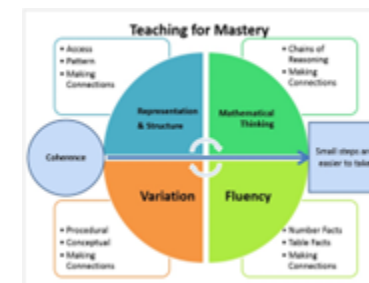 Teaching for Mastery
• Access
• Pattern
• Making
Connections
• Chains of
Reasoning
• Making
Connections
Representation
& Structure
Mathematical
Thinking
Coherence
Small steps are
easier to take
Variation
Fluency
• Procedural
• Conceptual
• Making
Connections
• Number Facts
• Table Facts
• Making
Connections